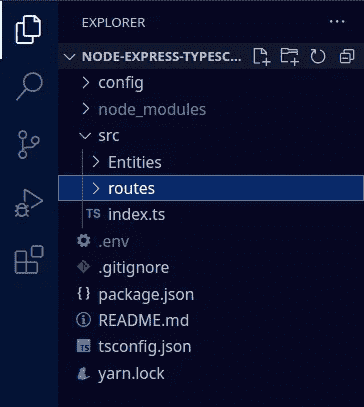 EXPLORER
NODE-EXPRESS-TYPESC...
config
node_modules
src
Entities
routes
TS index.ts
.env
.gitignore
{} package.json
README.md
TS tsconfig.json
yarn.lock